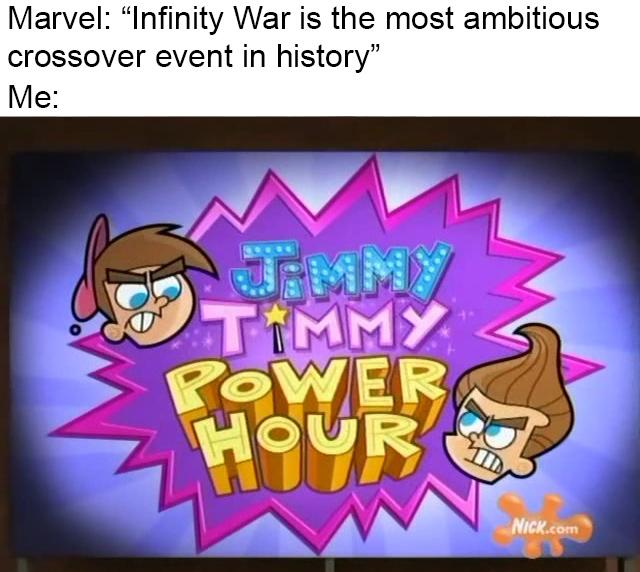 Marvel: “Infinity War is the most ambitious
crossover event in history”
Me:
JIMMY
TIMMY
POWER
HOUR
NICK.com